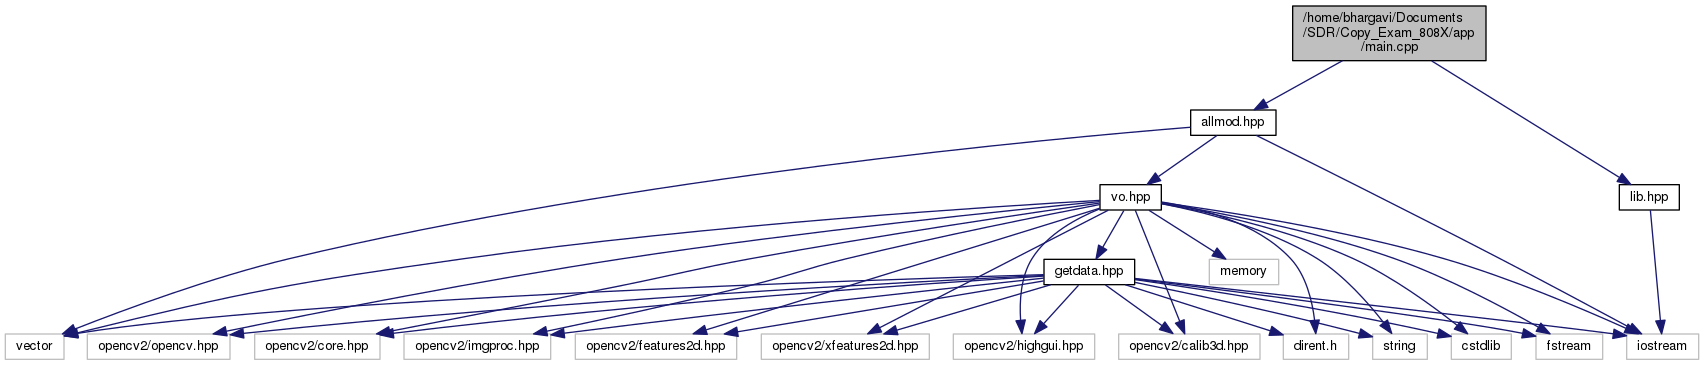 /home/bhargavi/Documents
/SDR/Copy_Exam_808X/app
/main.cpp
allmod.hpp
vo.hpp
lib.hpp
getdata.hpp
memory
vector
opencv2/opencv.hpp
opencv2/core.hpp
opencv2/imgproc.hpp
opencv2/features2d.hpp
opencv2/xfeatures2d.hpp
opencv2/highgui.hpp
opencv2/calib3d.hpp
dirent.h
string
cstdlib
fstream
iostream